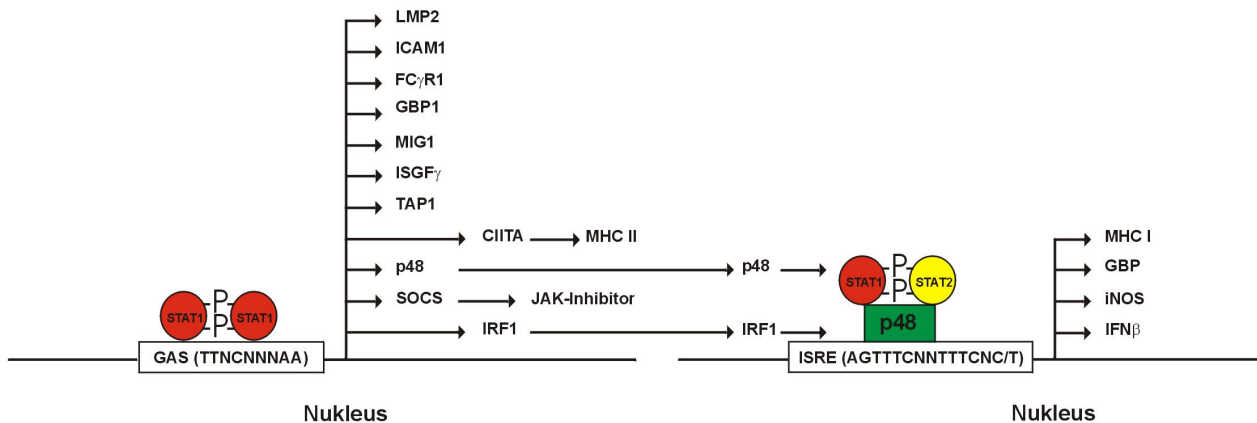 LMP2
ICAM1
FCγR1
GBP1
MIG1
ISGFγ
TAP1
CIITA MHC II
p48 p48
SOCS JAK-Inhibitor
IRF1 IRF1
P
STAT1 STAT1
P
GAS (TTNCNNNAA)
Nukleus
P
STAT1 STAT2
P
p48
ISRE (AGTTTCNNTTTCNC/T)
MHC I
GBP
iNOS
IFNβ
Nukleus